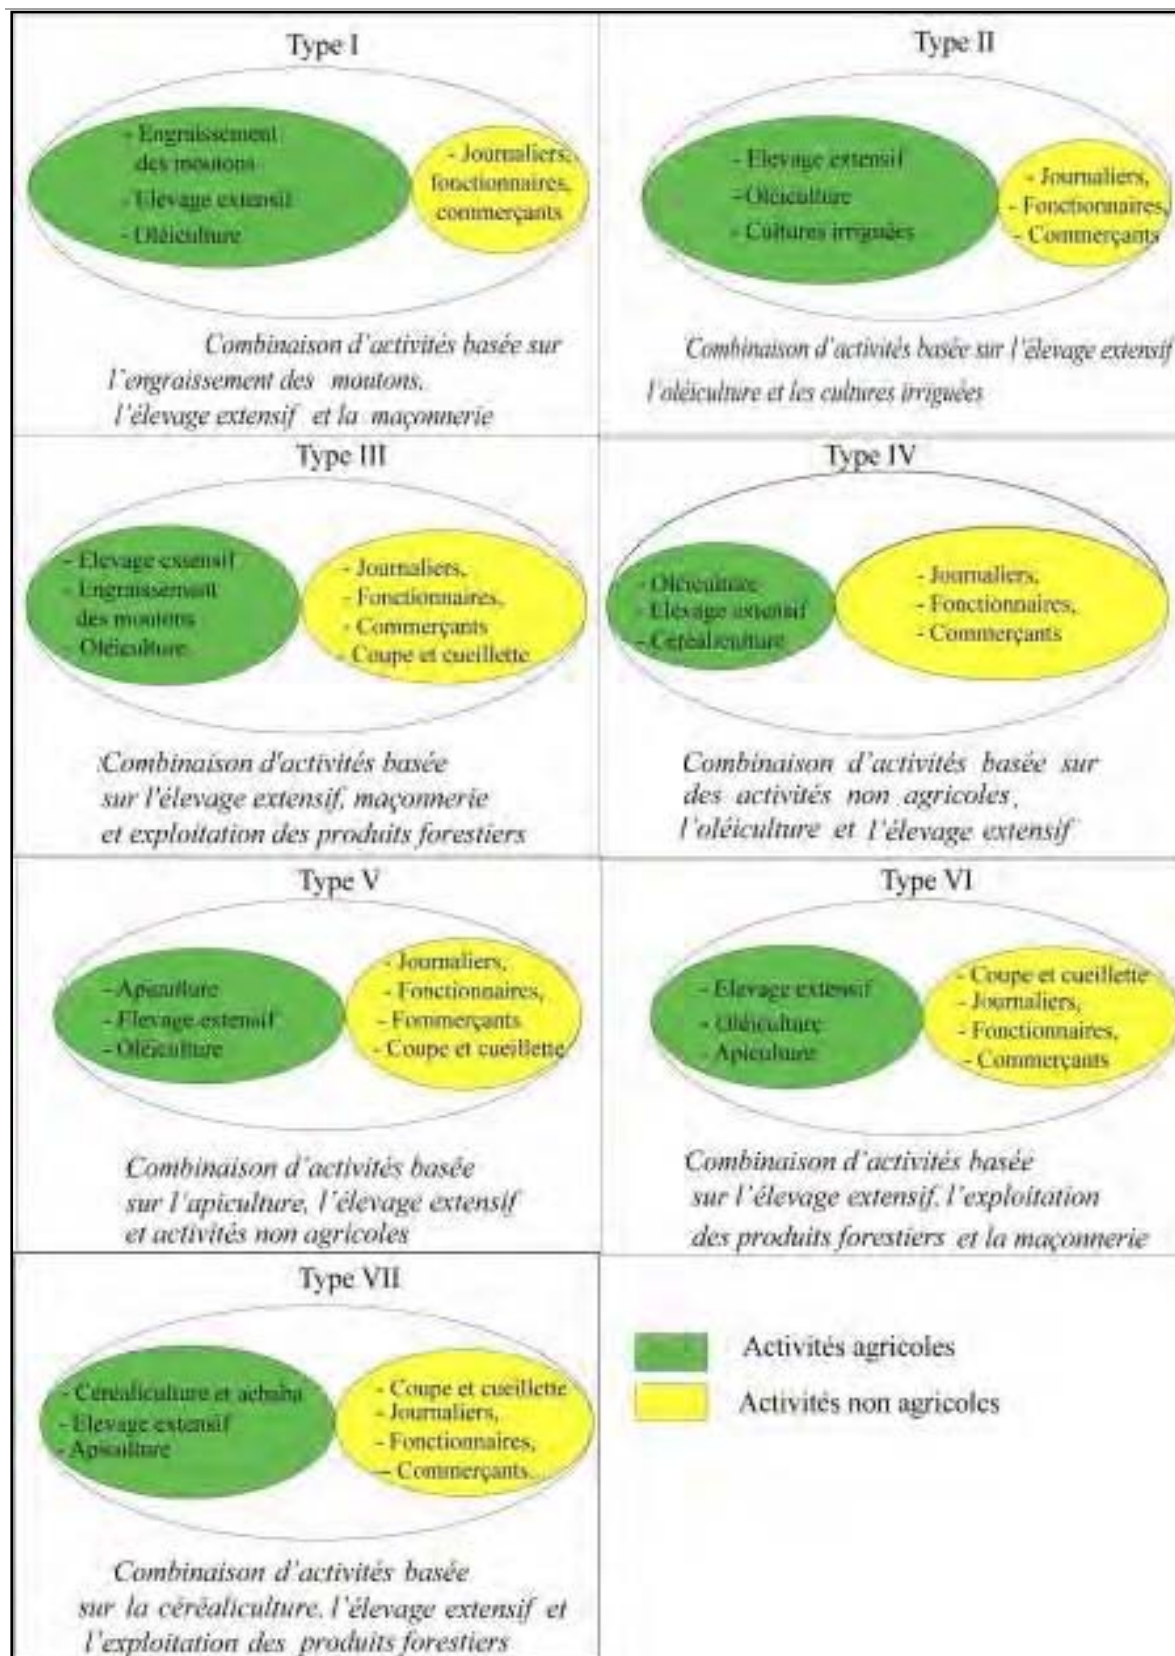 Type I
- Engraissement
des moutons
- Elevage extensif
- Oléiculture
- Journaliers,
fonctionnaires,
commerçants
Combinaison d'activités basée sur
l'engraissement des moutons,
l'élevage extensif et la maçonnerie
Type II
- Elevage extensif
- Oléiculture
- Cultures irriguées
- Journaliers,
- Fonctionnaires,
- Commerçants
Combinaison d'activités basée sur l'élevage extensif
l'oléiculture et les cultures irriguées
Type III
- Elevage extensif
- Engraissement
des moutons
- Oléiculture
- Journaliers,
- Fonctionnaires,
- Commerçants
- Coupe et cueillette
Combinaison d'activités basée
sur l'élevage extensif, maçonnerie
et exploitation des produits forestiers
Type IV
- Oléiculture
- Elevage extensif
- Céréaliculture
- Journaliers,
- Fonctionnaires,
- Commerçants
Combinaison d'activités basée sur
des activités non agricoles,
l'oléiculture et l'élevage extensif
Type V
- Apiculture
- Elevage extensif
- Oléiculture
- Journaliers,
- Fonctionnaires,
- Fommerçants
- Coupe et cueillette
Combinaison d'activités basée
sur l'apiculture, l'élevage extensif
et activités non agricoles
Type VI
- Elevage extensif
- Oléiculture
- Apiculture
- Coupe et cueillette
- Journaliers,
- Fonctionnaires,
- Commerçants
Combinaison d'activités basée
sur l'élevage extensif, l'exploitation
des produits forestiers et la maçonnerie
Type VII
- Céréaliculture et achaba
- Elevage extensif
- Apiculture
- Coupe et cueillette
- Journaliers,
- Fonctionnaires,
- Commerçants...
Combinaison d'activités basée
sur la céréaliculture, l'élevage extensif et
l'exploitation des produits forestiers
Activités agricoles
Activités non agricoles